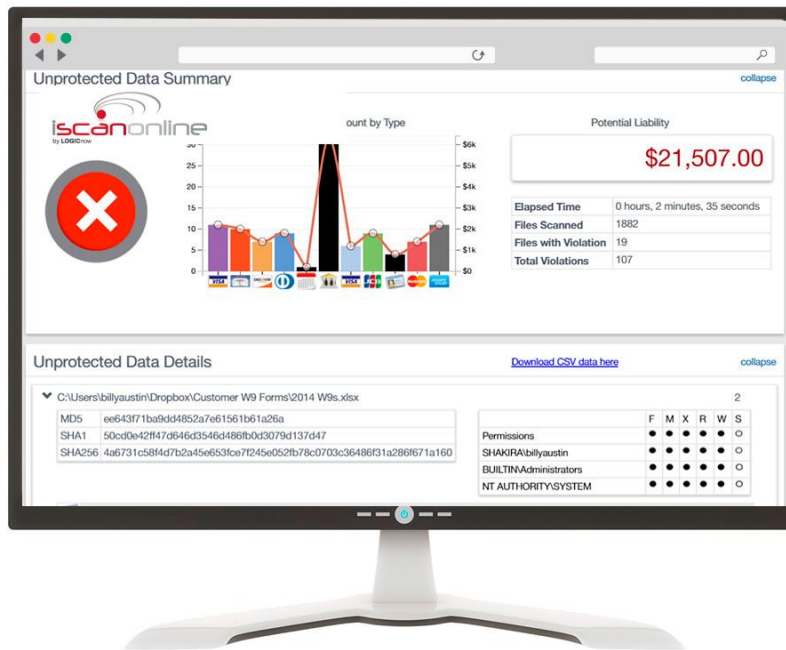 Unprotected Data Summary
collapse
iscanonline
by LOGICnow
ount by Type
Potential Liability
30
25
20
15
10
5
0
$6k
$5k
$4k
$3k
$2k
$1k
$0
$21,507.00
Elapsed Time 0 hours, 2 minutes, 35 seconds
Files Scanned 1882
Files with Violation 19
Total Violations 107
VISA
VISA
JCB
Unprotected Data Details
Download CSV data here
collapse
C:\Users\billyaustin\Dropbox\Customer W9 Forms\2014 W9s.xlsx 2
MD5 ee643f71ba9dd4852a7e61561b61a26a
SHA1 50cd0e42ff47d646d3546d486fb0d3079d137d47
SHA256 4a6731c58f4d7b2a45e653fce7f245e052fb78c0703c36486f31a286f671a160
F M X R W S
Permissions
SHAKIRA\billyaustin
BUILTIN\Administrators
NT AUTHORITY\SYSTEM